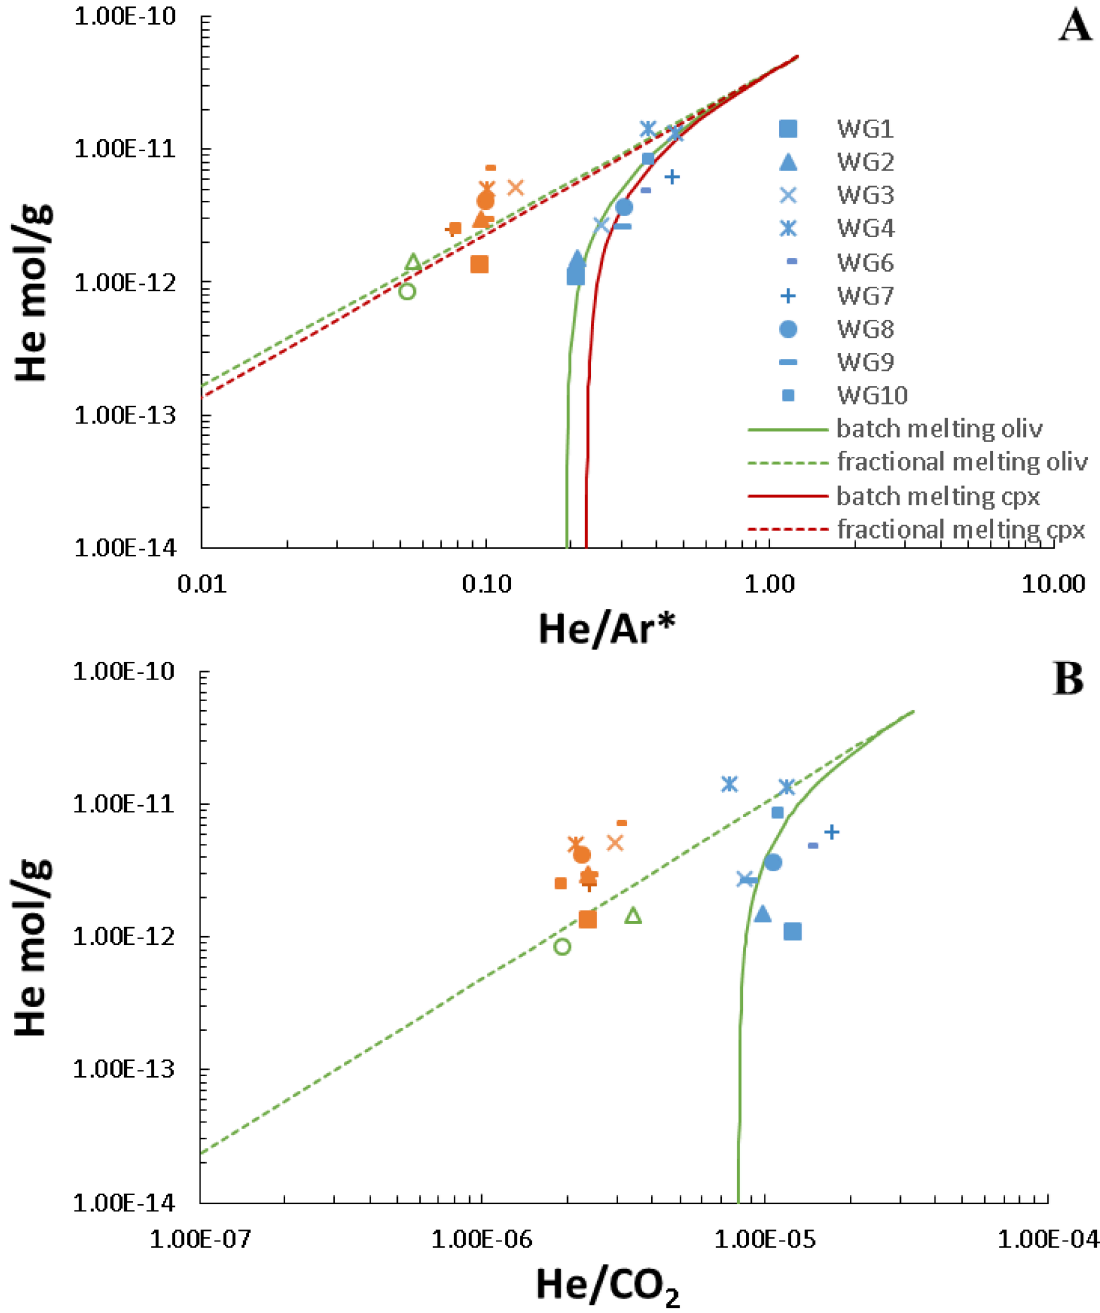 A
1.00E-10
1.00E-11
1.00E-12
1.00E-13
1.00E-14
He mol/g
0.01
0.10
1.00
10.00
He/Ar*
WG1
WG2
WG3
WG4
WG6
WG7
WG8
WG9
WG10
batch melting oliv
fractional melting oliv
batch melting cpx
fractional melting cpx
B
1.00E-10
1.00E-11
1.00E-12
1.00E-13
1.00E-14
He mol/g
1.00E-07
1.00E-06
1.00E-05
1.00E-04
He/CO₂